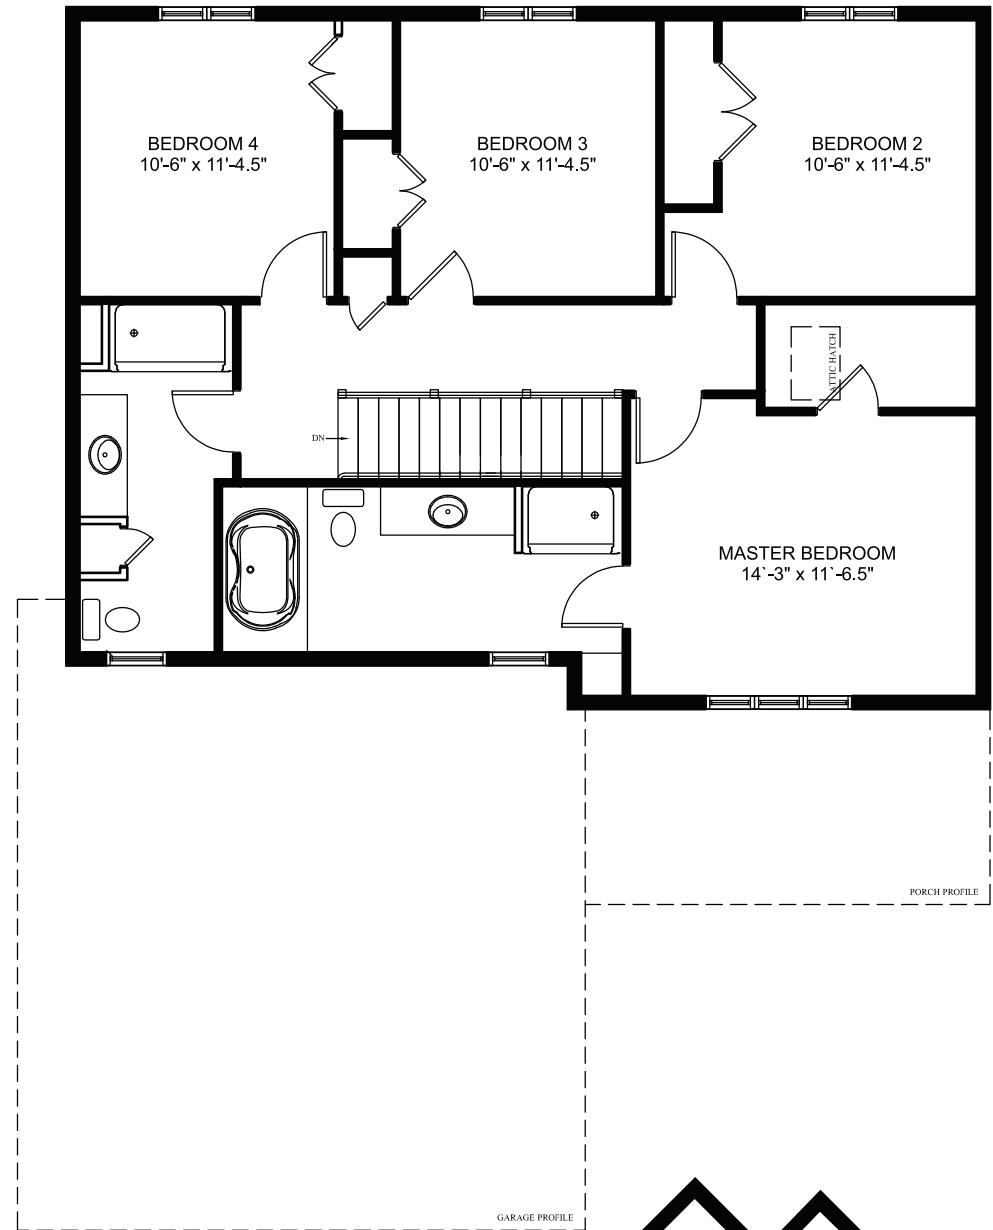 BEDROOM 4
10'-6" x 11'-4.5"
BEDROOM 3
10'-6" x 11'-4.5"
BEDROOM 2
10'-6" x 11'-4.5"
ATTIC HATCH
DN
MASTER BEDROOM
14`-3" x 11`-6.5"
PORCH PROFILE
GARAGE PROFILE